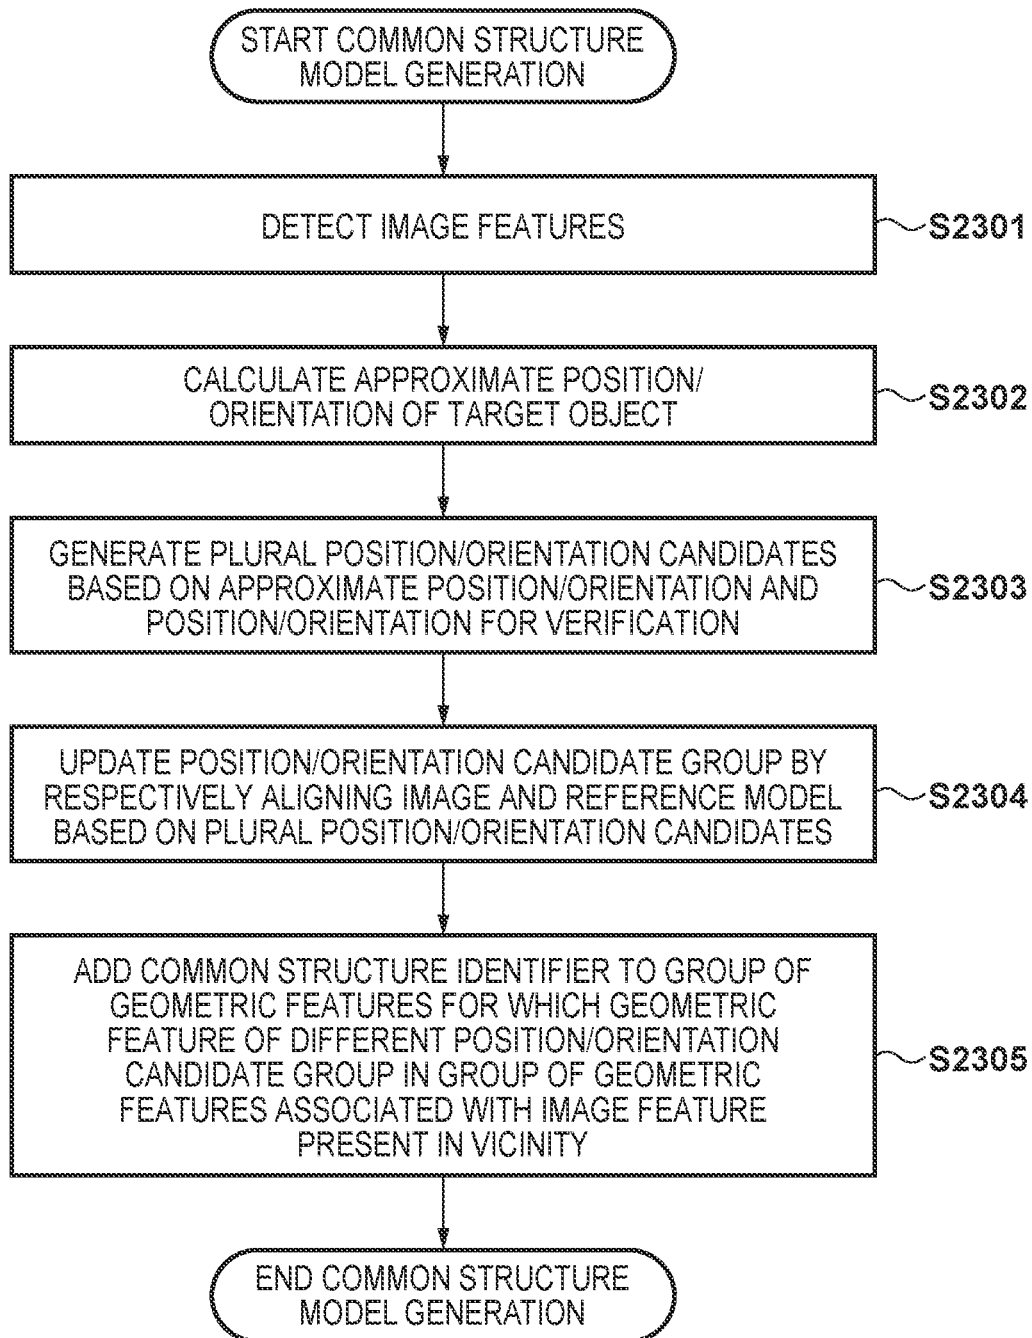 START COMMON STRUCTURE
MODEL GENERATION
DETECT IMAGE FEATURES
S2301
CALCULATE APPROXIMATE POSITION/
ORIENTATION OF TARGET OBJECT
S2302
GENERATE PLURAL POSITION/ORIENTATION CANDIDATES
BASED ON APPROXIMATE POSITION/ORIENTATION AND
POSITION/ORIENTATION FOR VERIFICATION
S2303
UPDATE POSITION/ORIENTATION CANDIDATE GROUP BY
RESPECTIVELY ALIGNING IMAGE AND REFERENCE MODEL
BASED ON PLURAL POSITION/ORIENTATION CANDIDATES
S2304
ADD COMMON STRUCTURE IDENTIFIER TO GROUP OF
GEOMETRIC FEATURES FOR WHICH GEOMETRIC
FEATURE OF DIFFERENT POSITION/ORIENTATION
CANDIDATE GROUP IN GROUP OF GEOMETRIC
FEATURES ASSOCIATED WITH IMAGE FEATURE
PRESENT IN VICINITY
S2305
END COMMON STRUCTURE
MODEL GENERATION